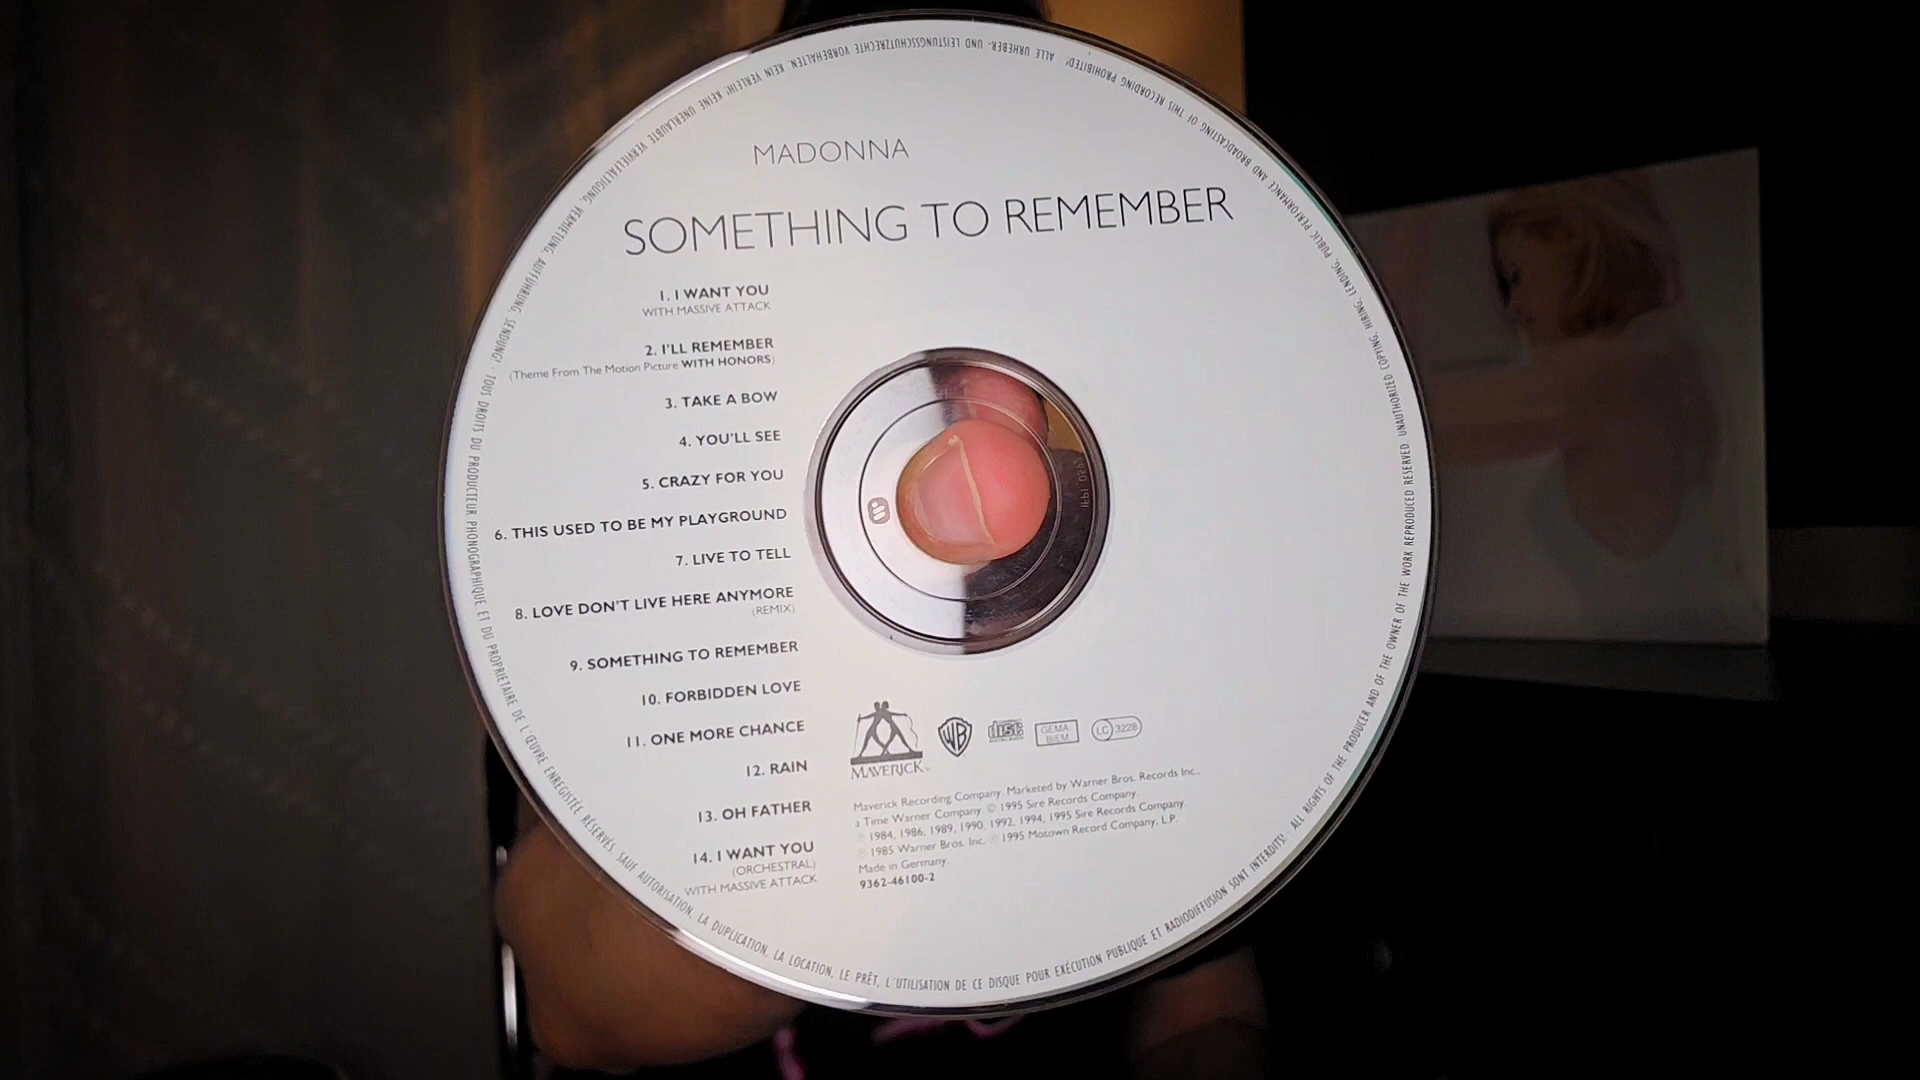 MADONNA
SOMETHING TO REMEMBER
1. I WANT YOU
WITH MASSIVE ATTACK
2. I'LL REMEMBER
(Theme From The Motion Picture WITH HONORS)
3. TAKE A BOW
4. YOU'LL SEE
5. CRAZY FOR YOU
6. THIS USED TO BE MY PLAYGROUND
7. LIVE TO TELL
8. LOVE DON'T LIVE HERE ANYMORE
(REMIX)
9. SOMETHING TO REMEMBER
10. FORBIDDEN LOVE
11. ONE MORE CHANCE
12. RAIN
13. OH FATHER
14. I WANT YOU
(ORCHESTRAL)
WITH MASSIVE ATTACK
MAVERICK™
WB
disc
GEMA
BIEM
LC 3228
Maverick Recording Company. Marketed by Warner Bros. Records Inc.,
a Time Warner Company. © 1995 Sire Records Company.
℗ 1984, 1986, 1989, 1990, 1992, 1994, 1995 Sire Records Company.
℗ 1985 Warner Bros. Inc. ℗ 1995 Motown Record Company, L.P.
Made in Germany.
9362-46100-2
ALL RIGHTS OF THE PRODUCER AND OF THE OWNER OF THE WORK REPRODUCED RESERVED. UNAUTHORIZED COPYING, HIRING, LENDING, PUBLIC PERFORMANCE AND BROADCASTING OF THIS RECORDING PROHIBITED! · ALLE URHEBER- UND LEISTUNGSSCHUTZRECHTE VORBEHALTEN. KEIN VERLEIH! KEINE UNERLAUBTE VERVIELFÄLTIGUNG, VERMIETUNG, AUFFÜHRUNG, SENDUNG! · TOUS DROITS DU PRODUCTEUR PHONOGRAPHIQUE ET DU PROPRIETAIRE DE L'ŒUVRE ENREGISTÉE RÉSERVÉS. SAUF AUTORISATION, LA DUPLICATION, LA LOCATION, LE PRÊT, L'UTILISATION DE CE DISQUE POUR EXÉCUTION PUBLIQUE ET RADIODIFFUSION SONT INTERDITS! ·